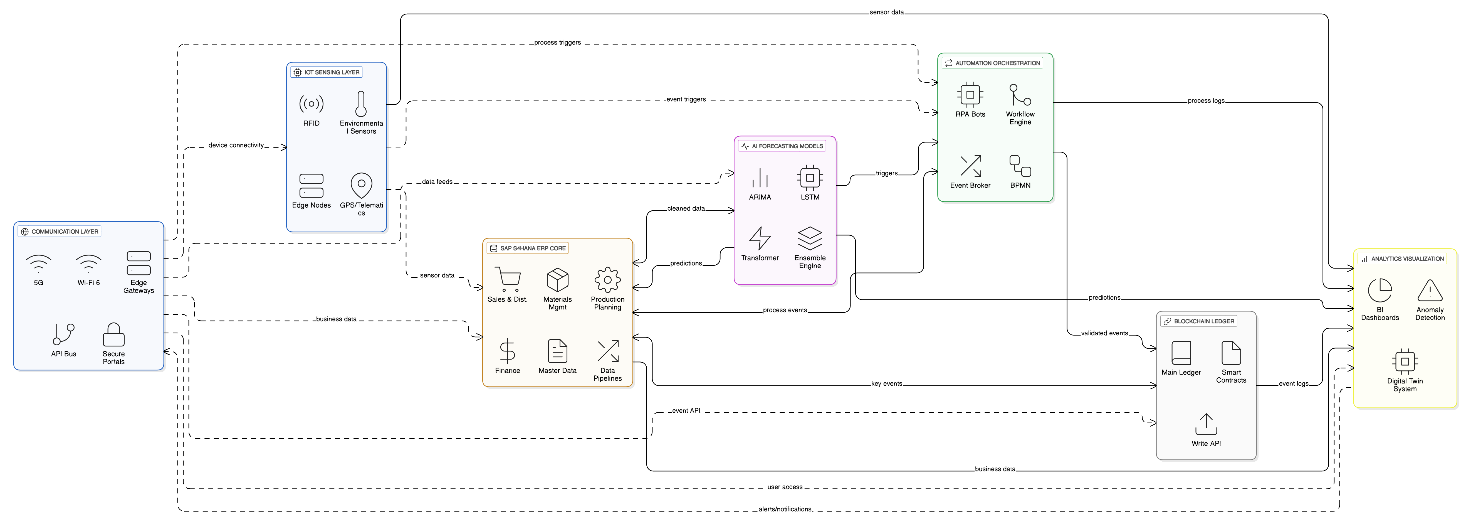 sensor data
process triggers
IOT SENSING LAYER
RFID
Environmenta
l Sensors
Edge Nodes
GPS/Telemati
cs
event triggers
device connectivity
data feeds
AUTOMATION ORCHESTRATION
RPA Bots
Workflow
Engine
Event Broker
BPMN
process logs
AI FORECASTING MODELS
ARIMA
LSTM
Transformer
Ensemble
Engine
triggers
cleaned data
predictions
process events
COMMUNICATION LAYER
5G
Wi-Fi 6
Edge
Gateways
API Bus
Secure
Portals
sensor data
business data
SAP S4HANA ERP CORE
Sales & Dist.
Materials
Mgmt
Production
Planning
Finance
Master Data
Data
Pipelines
predictions
validated events
key events
event API
BLOCKCHAIN LEDGER
Main Ledger
Smart
Contracts
Write API
event logs
ANALYTICS VISUALIZATION
BI
Dashboards
Anomaly
Detection
Digital Twin
System
business data
user access
alerts/notifications